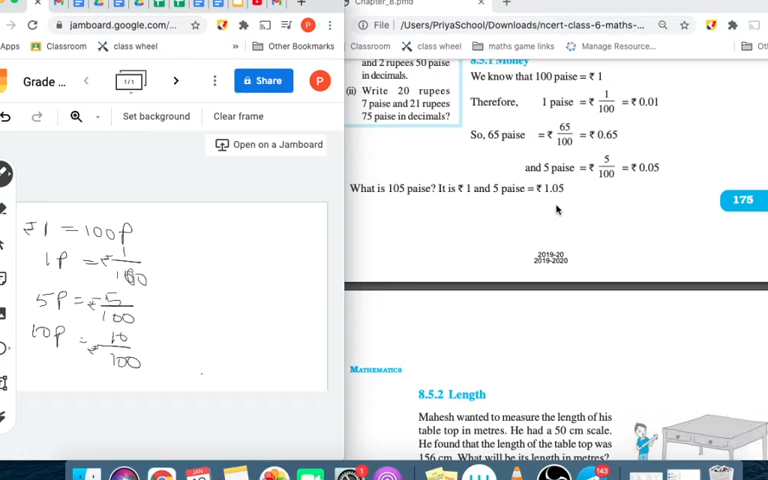 jamboard.google.com/
Apps
Classroom
class wheel
»
Other Bookmarks
Grade ...
1/1
Share
P
Set background
Clear frame
Open on a Jamboard
₹1 = 100p
1p = ₹ 1/100
5p = ₹ 5/100
10p = ₹ 10/100
Chapter_8.pmd
File
/Users/PriyaSchool/Downloads/ncert-class-6-maths-...
Classroom
class wheel
maths game links
Manage Resource...
and 2 rupees 50 paise
in decimals.
(ii) Write 20 rupees
7 paise and 21 rupees
75 paise in decimals?
8.5.1 Money
We know that 100 paise = ₹ 1
Therefore, 1 paise = ₹ 1/100 = ₹ 0.01
So, 65 paise = ₹ 65/100 = ₹ 0.65
and 5 paise = ₹ 5/100 = ₹ 0.05
What is 105 paise? It is ₹ 1 and 5 paise = ₹ 1.05
175
2019-20
2019-2020
MATHEMATICS
8.5.2 Length
Mahesh wanted to measure the length of his
table top in metres. He had a 50 cm scale.
He found that the length of the table top was
156 cm. What will be its length in metres?
1
143